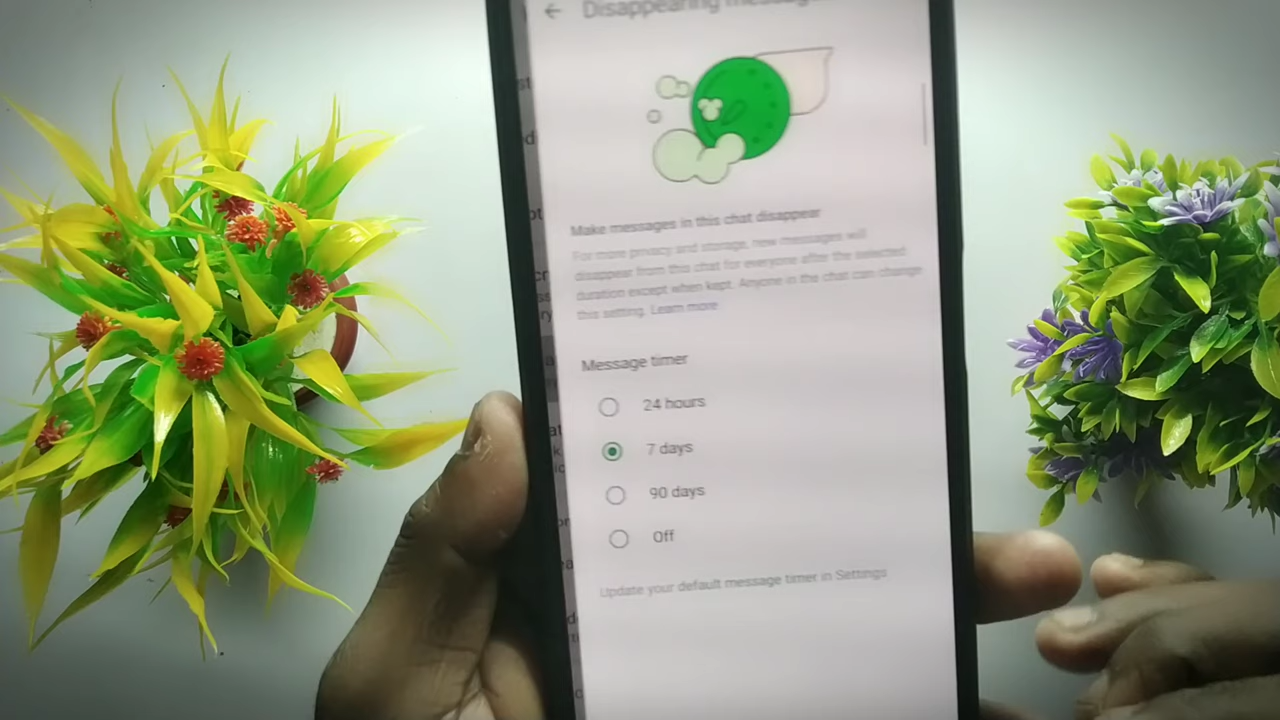 Disappearing messages
Make messages in this chat disappear
For more privacy and storage, new messages will
disappear from this chat for everyone after the selected
duration except when kept. Anyone in the chat can change
this setting. Learn more
Message timer
24 hours
7 days
90 days
Off
Update your default message timer in Settings